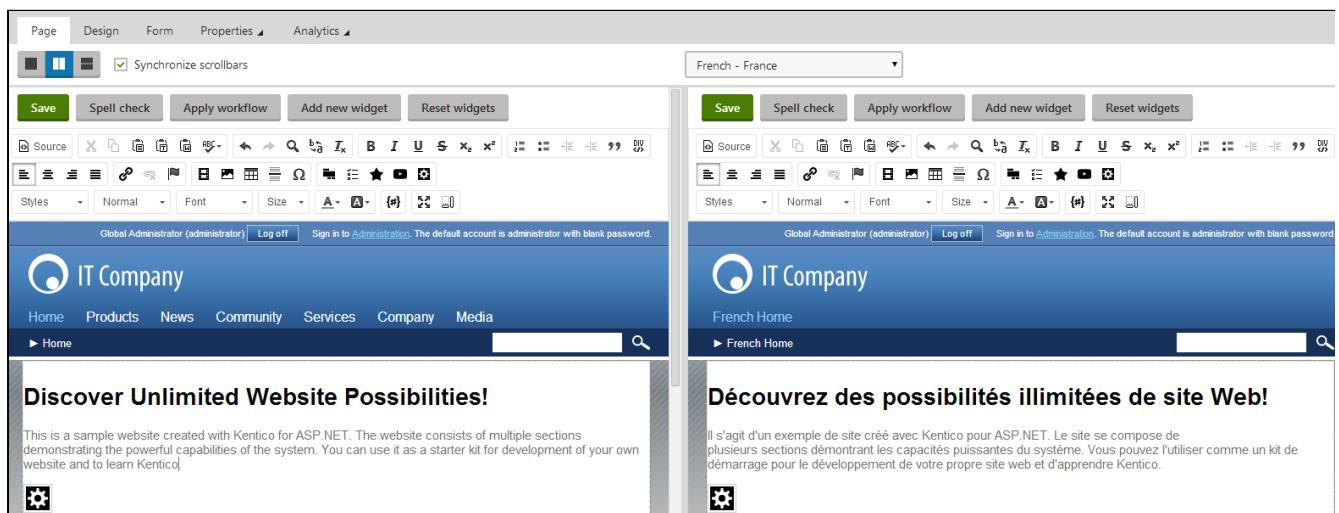 Page Design Form Properties Analytics
Synchronize scrollbars French - France
Save Spell check Apply workflow Add new widget Reset widgets
Source ABC B I U S x₂ x² DIV
Styles Normal Font Size A A {#}
Global Administrator (administrator) Log off Sign in to Administration. The default account is administrator with blank password.
IT Company
Home Products News Community Services Company Media
► Home
Discover Unlimited Website Possibilities!
This is a sample website created with Kentico for ASP.NET. The website consists of multiple sections
demonstrating the powerful capabilities of the system. You can use it as a starter kit for development of your own
website and to learn Kentico
Save Spell check Apply workflow Add new widget Reset widgets
Source ABC B I U S x₂ x² DIV
Styles Normal Font Size A A {#}
Global Administrator (administrator) Log off Sign in to Administration. The default account is administrator with blank password.
IT Company
French Home
► French Home
Découvrez des possibilités illimitées de site Web!
Il s'agit d'un exemple de site créé avec Kentico pour ASP.NET. Le site se compose de
plusieurs sections démontrant les capacités puissantes du système. Vous pouvez l'utiliser comme un kit de
démarrage pour le développement de votre propre site web et d'apprendre Kentico.